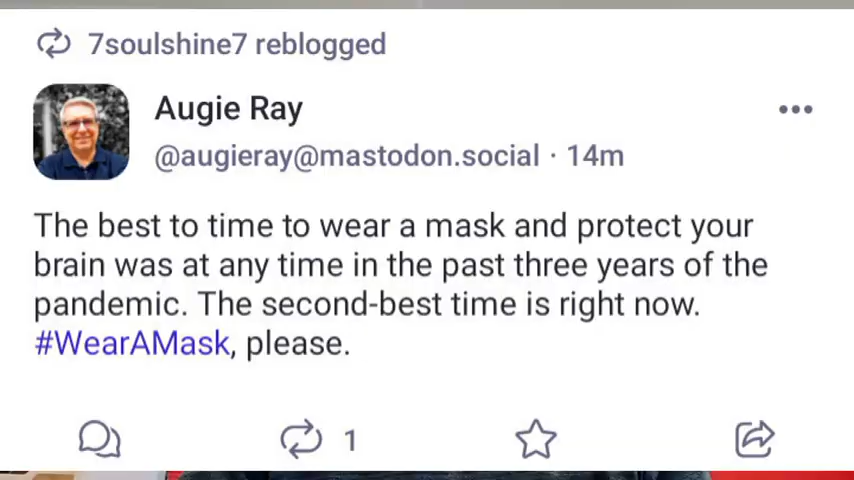 7soulshine7 reblogged
Augie Ray
@augieray@mastodon.social · 14m
The best to time to wear a mask and protect your
brain was at any time in the past three years of the
pandemic. The second-best time is right now.
#WearAMask, please.
1